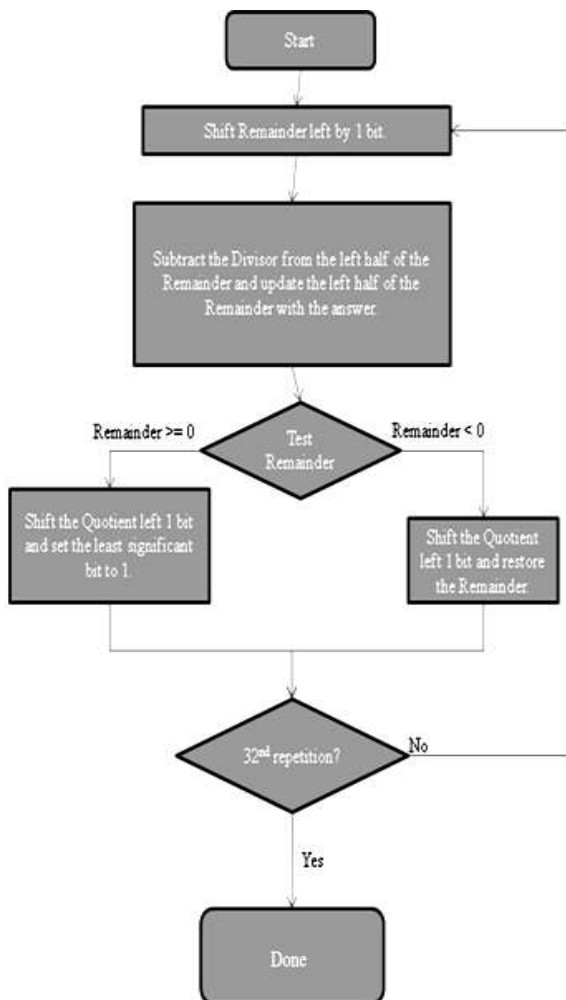 Start
Shift Remainder left by 1 bit.
Subtract the Divisor from the left half of the
Remainder and update the left half of the
Remainder with the answer.
Remainder >= 0
Test
Remainder
Remainder < 0
Shift the Quotient left 1 bit
and set the least significant
bit to 1.
Shift the Quotient
left 1 bit and restore
the Remainder.
32nd repetition?
No
Yes
Done